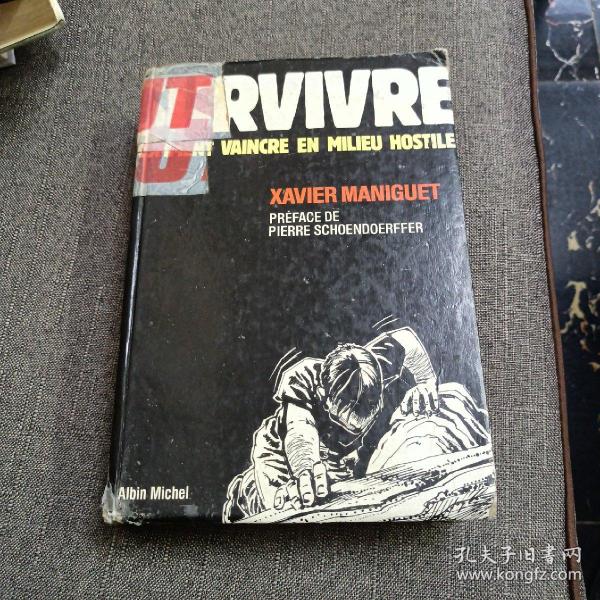 RVIVRE
NT VAINCRE EN MILIEU HOSTILE
XAVIER MANIGUET
PRÉFACE DE
PIERRE SCHOENDOERFFER
Albin Michel
孔夫子旧书网
www.kongfz.com